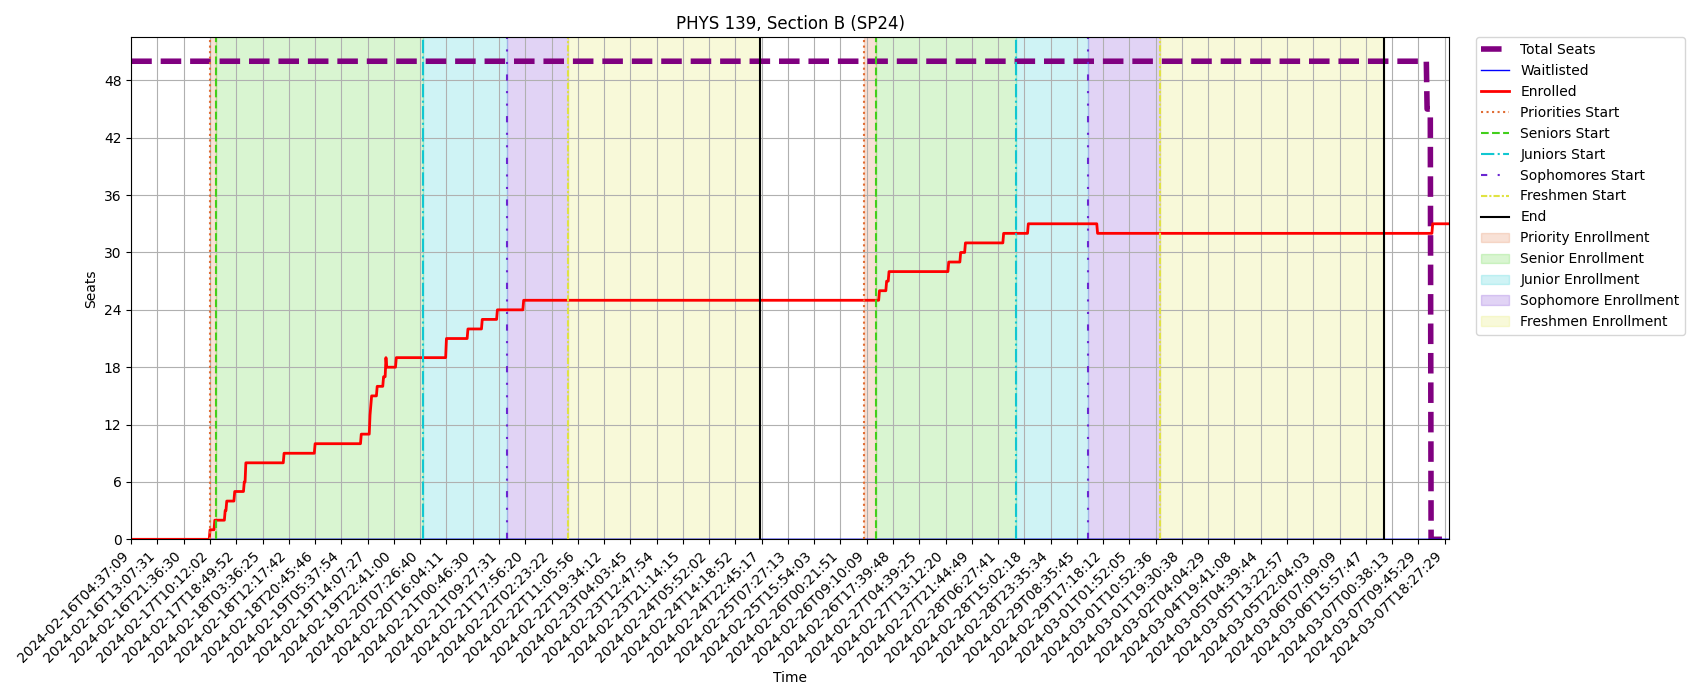 PHYS 139, Section B (SP24)
Seats
48
42
36
30
24
18
12
6
0
2024-02-16T04:37:09
2024-02-16T13:07:31
2024-02-16T21:36:30
2024-02-17T10:12:02
2024-02-17T18:49:52
2024-02-18T03:36:25
2024-02-18T12:17:42
2024-02-18T20:45:46
2024-02-19T05:37:54
2024-02-19T14:07:27
2024-02-19T22:41:00
2024-02-20T07:26:40
2024-02-20T16:04:11
2024-02-21T00:46:30
2024-02-21T09:27:31
2024-02-21T17:56:20
2024-02-22T02:23:22
2024-02-22T11:05:56
2024-02-22T19:34:12
2024-02-23T04:03:45
2024-02-23T12:47:54
2024-02-23T21:14:15
2024-02-24T05:52:02
2024-02-24T14:18:52
2024-02-24T22:45:17
2024-02-25T07:27:13
2024-02-25T15:54:03
2024-02-26T00:21:51
2024-02-26T09:10:09
2024-02-26T17:39:48
2024-02-27T04:39:25
2024-02-27T13:12:20
2024-02-27T21:44:49
2024-02-28T06:27:41
2024-02-28T15:02:18
2024-02-28T23:35:34
2024-02-29T08:35:45
2024-02-29T17:18:12
2024-03-01T01:52:05
2024-03-01T10:52:36
2024-03-01T19:30:38
2024-03-02T04:04:29
2024-03-04T19:41:08
2024-03-05T04:39:44
2024-03-05T13:22:57
2024-03-05T22:04:03
2024-03-06T07:09:09
2024-03-06T15:57:47
2024-03-07T00:38:13
2024-03-07T09:45:29
2024-03-07T18:27:29
Time
Total Seats
Waitlisted
Enrolled
Priorities Start
Seniors Start
Juniors Start
Sophomores Start
Freshmen Start
End
Priority Enrollment
Senior Enrollment
Junior Enrollment
Sophomore Enrollment
Freshmen Enrollment